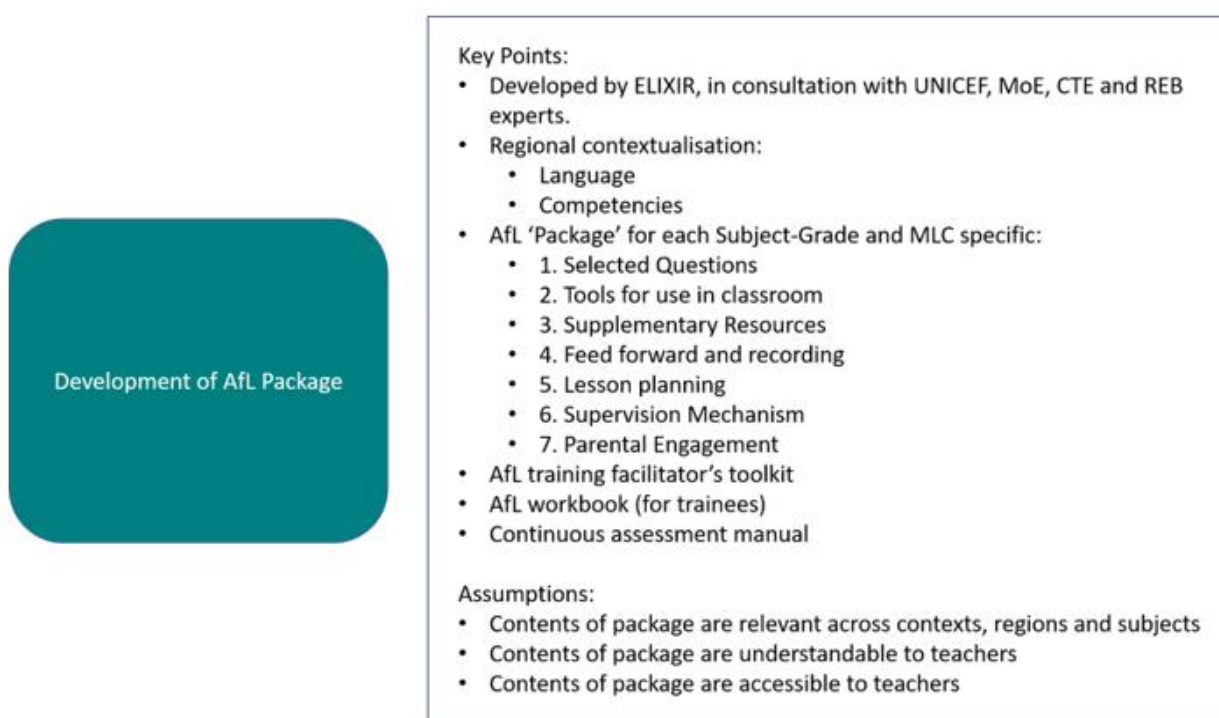 Development of AfL Package
Key Points:
• Developed by ELIXIR, in consultation with UNICEF, MoE, CTE and REB
experts.
• Regional contextualisation:
• Language
• Competencies
• AfL ‘Package’ for each Subject-Grade and MLC specific:
• 1. Selected Questions
• 2. Tools for use in classroom
• 3. Supplementary Resources
• 4. Feed forward and recording
• 5. Lesson planning
• 6. Supervision Mechanism
• 7. Parental Engagement
• AfL training facilitator’s toolkit
• AfL workbook (for trainees)
• Continuous assessment manual
Assumptions:
• Contents of package are relevant across contexts, regions and subjects
• Contents of package are understandable to teachers
• Contents of package are accessible to teachers